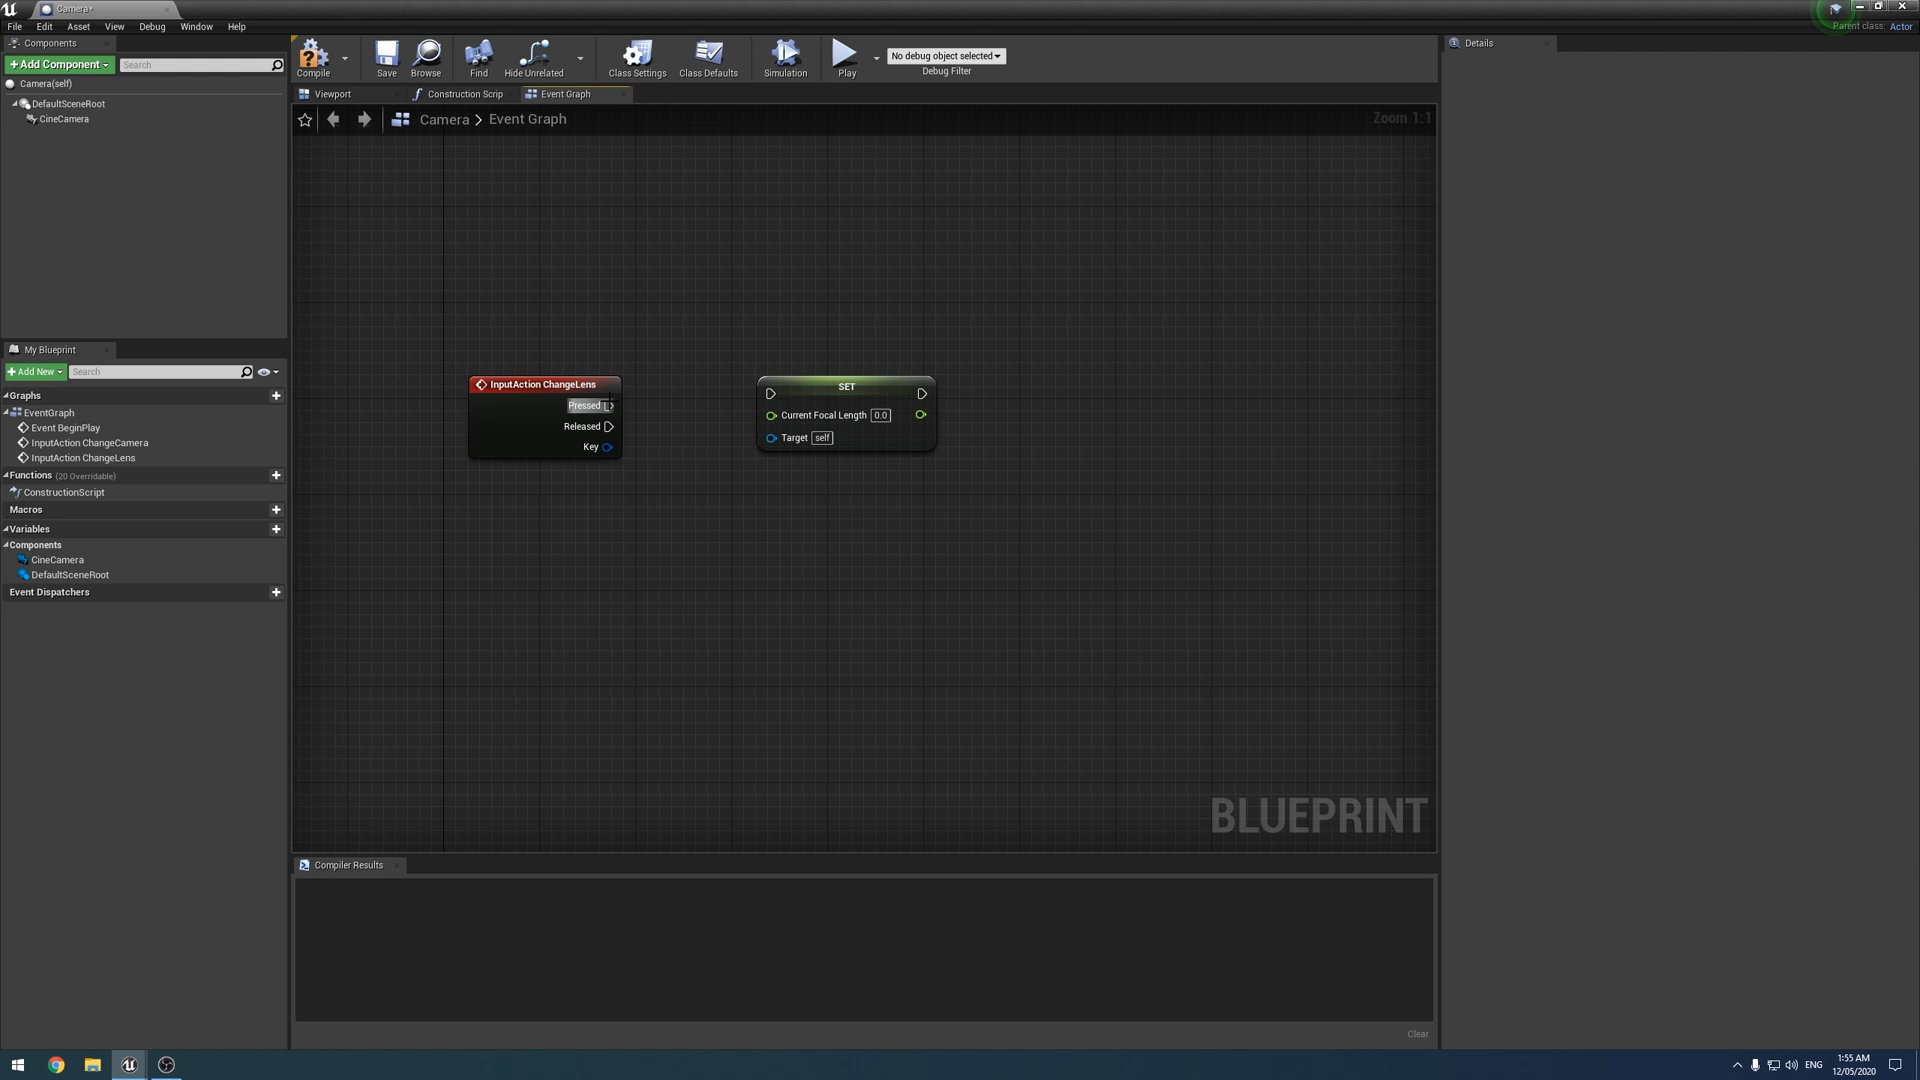 Camera*
File Edit Asset View Debug Window Help
Parent class: Actor
Components
+Add Component
Search
Camera(self)
DefaultSceneRoot
CineCamera
Compile
Save
Browse
Find
Hide Unrelated
Class Settings
Class Defaults
Simulation
Play
No debug object selected
Debug Filter
Details
Viewport
Construction Scrip
Event Graph
Camera > Event Graph
Zoom 1:1
My Blueprint
+Add New
Search
Graphs
EventGraph
Event BeginPlay
InputAction ChangeCamera
InputAction ChangeLens
Functions (20 Overridable)
ConstructionScript
Macros
Variables
Components
CineCamera
DefaultSceneRoot
Event Dispatchers
InputAction ChangeLens
Pressed
Released
Key
SET
Current Focal Length 0.0
Target self
BLUEPRINT
Compiler Results
Clear
ENG
1:55 AM
12/05/2020